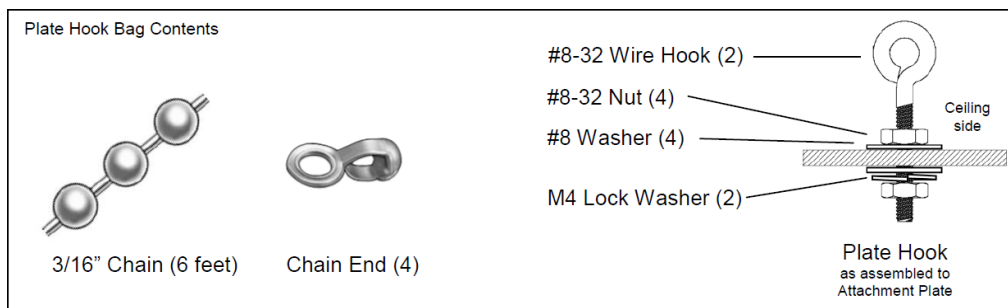 Plate Hook Bag Contents
3/16” Chain (6 feet)
Chain End (4)
#8-32 Wire Hook (2)
#8-32 Nut (4)
#8 Washer (4)
M4 Lock Washer (2)
Ceiling
side
Plate Hook
as assembled to
Attachment Plate